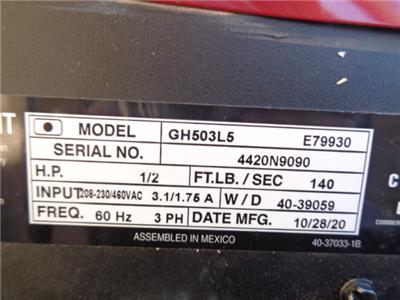 MODEL GH503L5 E79930
SERIAL NO. 4420N9090
H.P. 1/2 FT.LB. / SEC 140
INPUT 208-230/460VAC 3.1/1.75 A W / D 40-39059
FREQ. 60 Hz 3 PH DATE MFG. 10/28/20
ASSEMBLED IN MEXICO 40-37033-1B